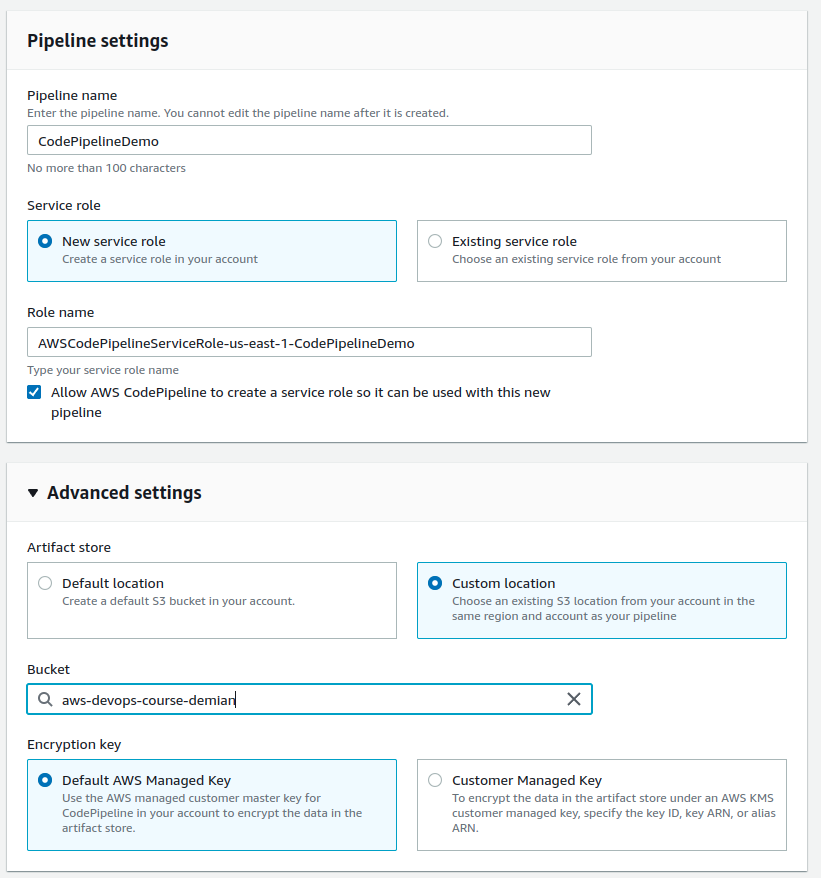 Pipeline settings
Pipeline name
Enter the pipeline name. You cannot edit the pipeline name after it is created.
CodePipelineDemo
No more than 100 characters
Service role
New service role
Create a service role in your account
Existing service role
Choose an existing service role from your account
Role name
AWSCodePipelineServiceRole-us-east-1-CodePipelineDemo
Type your service role name
Allow AWS CodePipeline to create a service role so it can be used with this new
pipeline
Advanced settings
Artifact store
Default location
Create a default S3 bucket in your account.
Custom location
Choose an existing S3 location from your account in the
same region and account as your pipeline
Bucket
aws-devops-course-demian
Encryption key
Default AWS Managed Key
Use the AWS managed customer master key for
CodePipeline in your account to encrypt the data in the
artifact store.
Customer Managed Key
To encrypt the data in the artifact store under an AWS KMS
customer managed key, specify the key ID, key ARN, or alias
ARN.